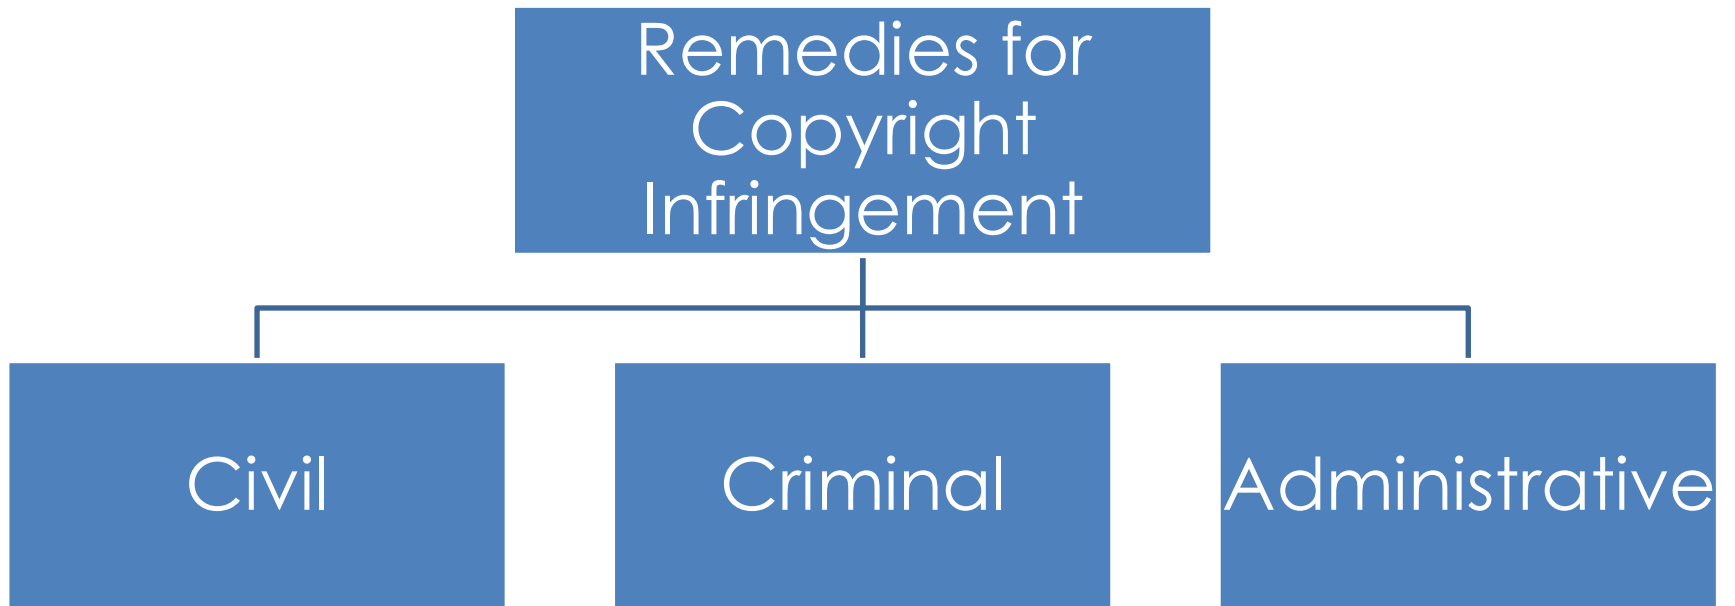 Remedies for
Copyright
Infringement
Civil
Criminal
Administrative